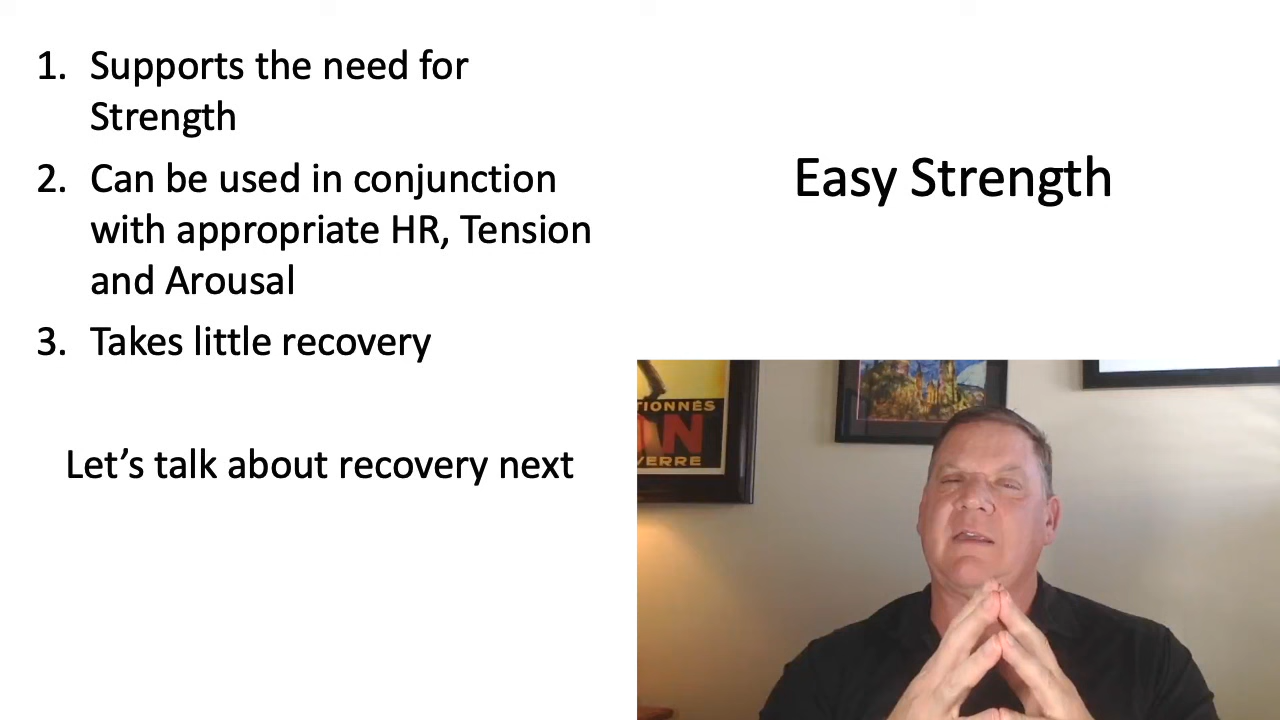 1. Supports the need for
Strength
2. Can be used in conjunction
with appropriate HR, Tension
and Arousal
3. Takes little recovery
Let’s talk about recovery next
Easy Strength
TIONNÉS
AN
VERRE